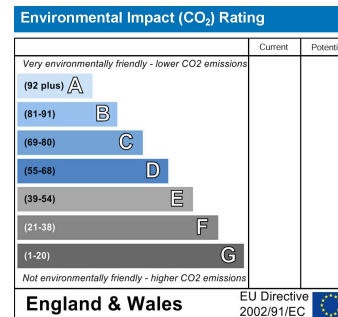 Environmental Impact (CO₂) Rating
Current Potenti
Very environmentally friendly - lower CO2 emissions
(92 plus) A
(81-91) B
(69-80) C
(55-68) D
(39-54) E
(21-38) F
(1-20) G
Not environmentally friendly - higher CO2 emissions
England & Wales
EU Directive
2002/91/EC